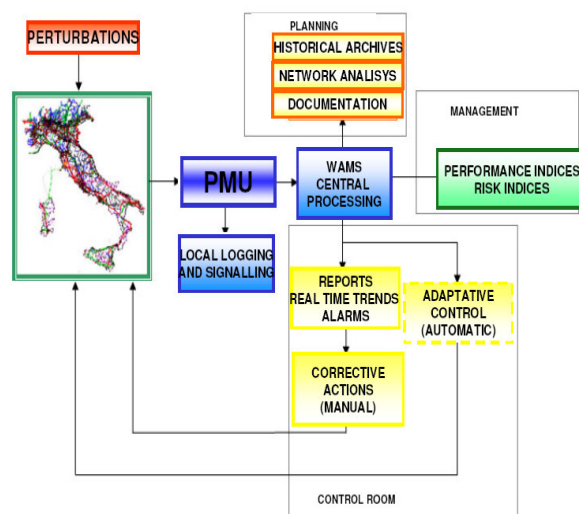 PLANNING
PERTURBATIONS
HISTORICAL ARCHIVES
NETWORK ANALISYS
DOCUMENTATION
MANAGEMENT
PMU
WAMS
CENTRAL
PROCESSING
PERFORMANCE INDICES
RISK INDICES
LOCAL LOGGING
AND SIGNALLING
REPORTS
REAL TIME TRENDS
ALARMS
ADAPTATIVE
CONTROL
(AUTOMATIC)
CORRECTIVE
ACTIONS
(MANUAL)
CONTROL ROOM